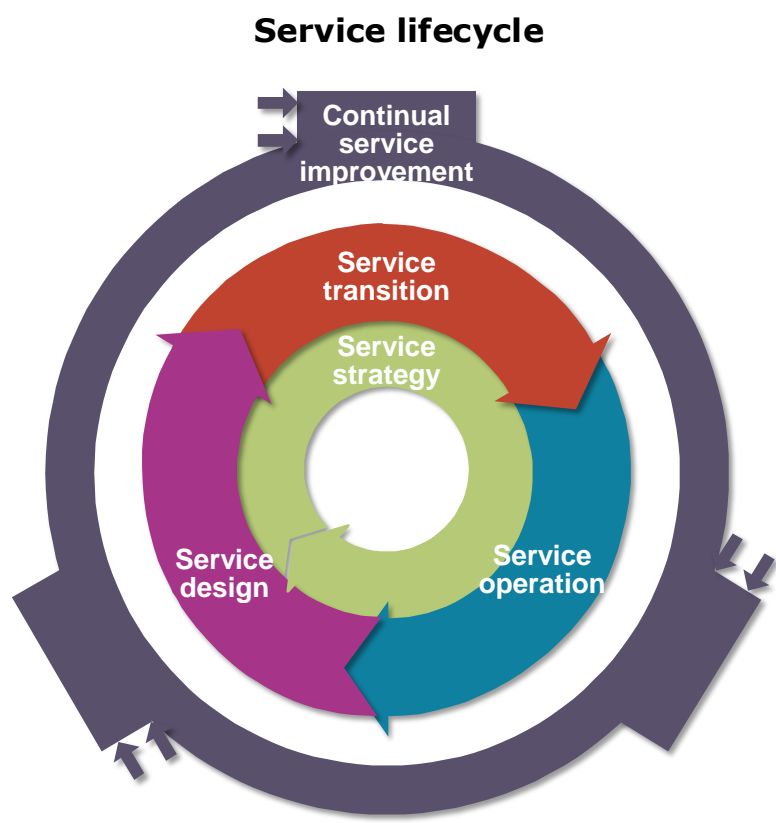 Service lifecycle
Continual
service
improvement
Service
transition
Service
strategy
Service
design
Service
operation